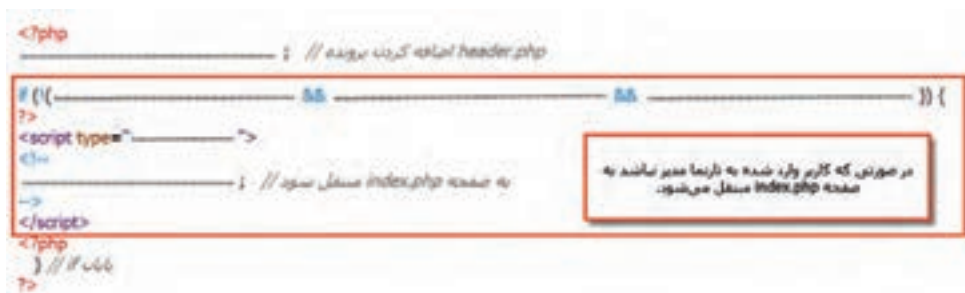 <?php
; // اضافه کردن پرونده header.php
if (!( && && )) {
?>
<script type=" ">
<!--
; // به صفحه index.php منتقل شود
-->
</script>
<?php
} // پایان if
?>
در صورتی که کاربر وارد شده به تارنما مدیر نباشد به
صفحه index.php منتقل می‌شود.